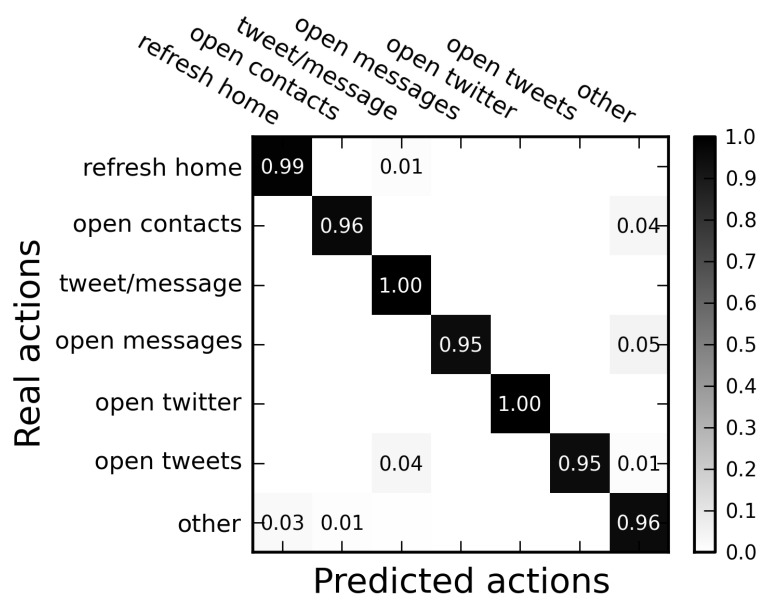 refresh home
open contacts
tweet/message
open messages
open twitter
open tweets
other
refresh home 0.99 0.01
open contacts 0.96 0.04
tweet/message 1.00
open messages 0.95 0.05
open twitter 1.00
open tweets 0.04 0.95 0.01
other 0.03 0.01 0.96
Real actions
Predicted actions
1.0
0.9
0.8
0.7
0.6
0.5
0.4
0.3
0.2
0.1
0.0